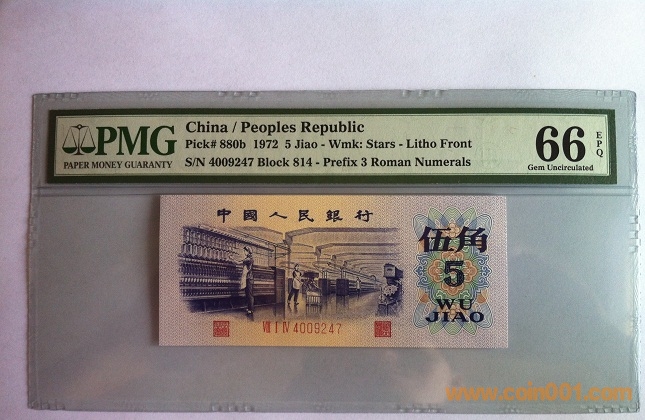 PMG
PAPER MONEY GUARANTY
China / Peoples Republic
Pick# 880b 1972 5 Jiao - Wmk: Stars - Litho Front
S/N 4009247 Block 814 - Prefix 3 Roman Numerals
66 EPQ
Gem Uncirculated
中國人民銀行
伍角
5
WU
JIAO
VIII I IV 4009247
www.coin001.com